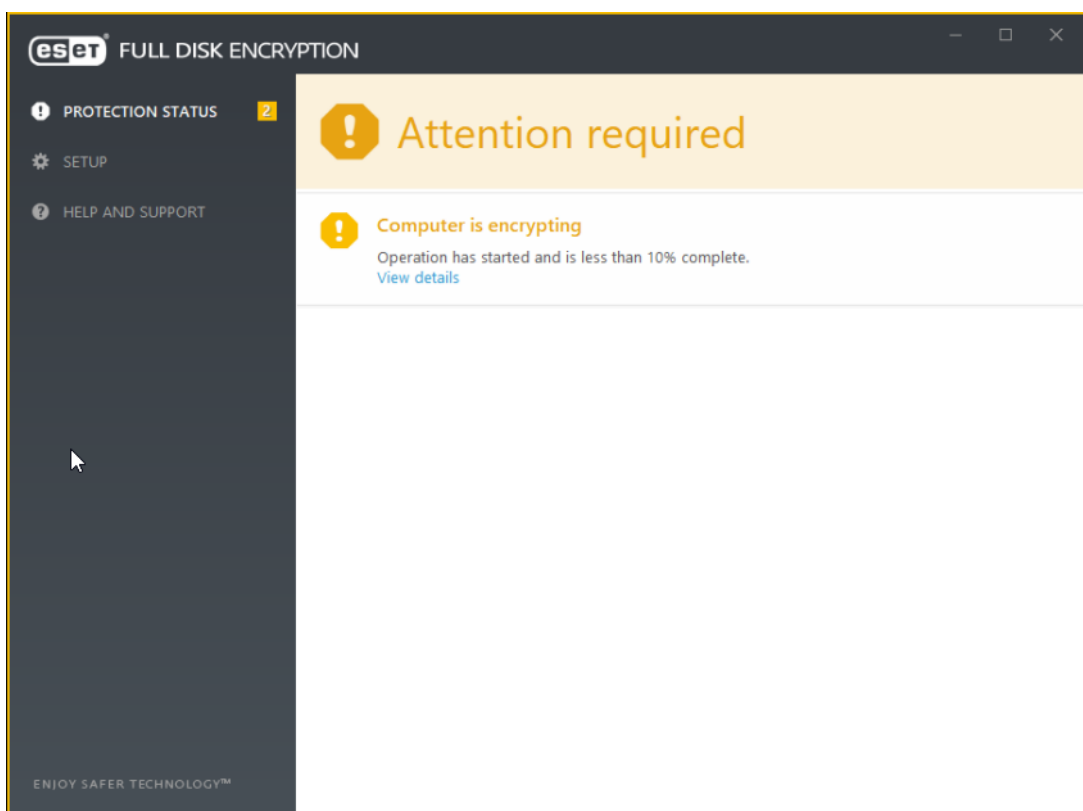 eset® FULL DISK ENCRYPTION
PROTECTION STATUS 2
SETUP
HELP AND SUPPORT
Attention required
Computer is encrypting
Operation has started and is less than 10% complete.
View details
ENJOY SAFER TECHNOLOGY™